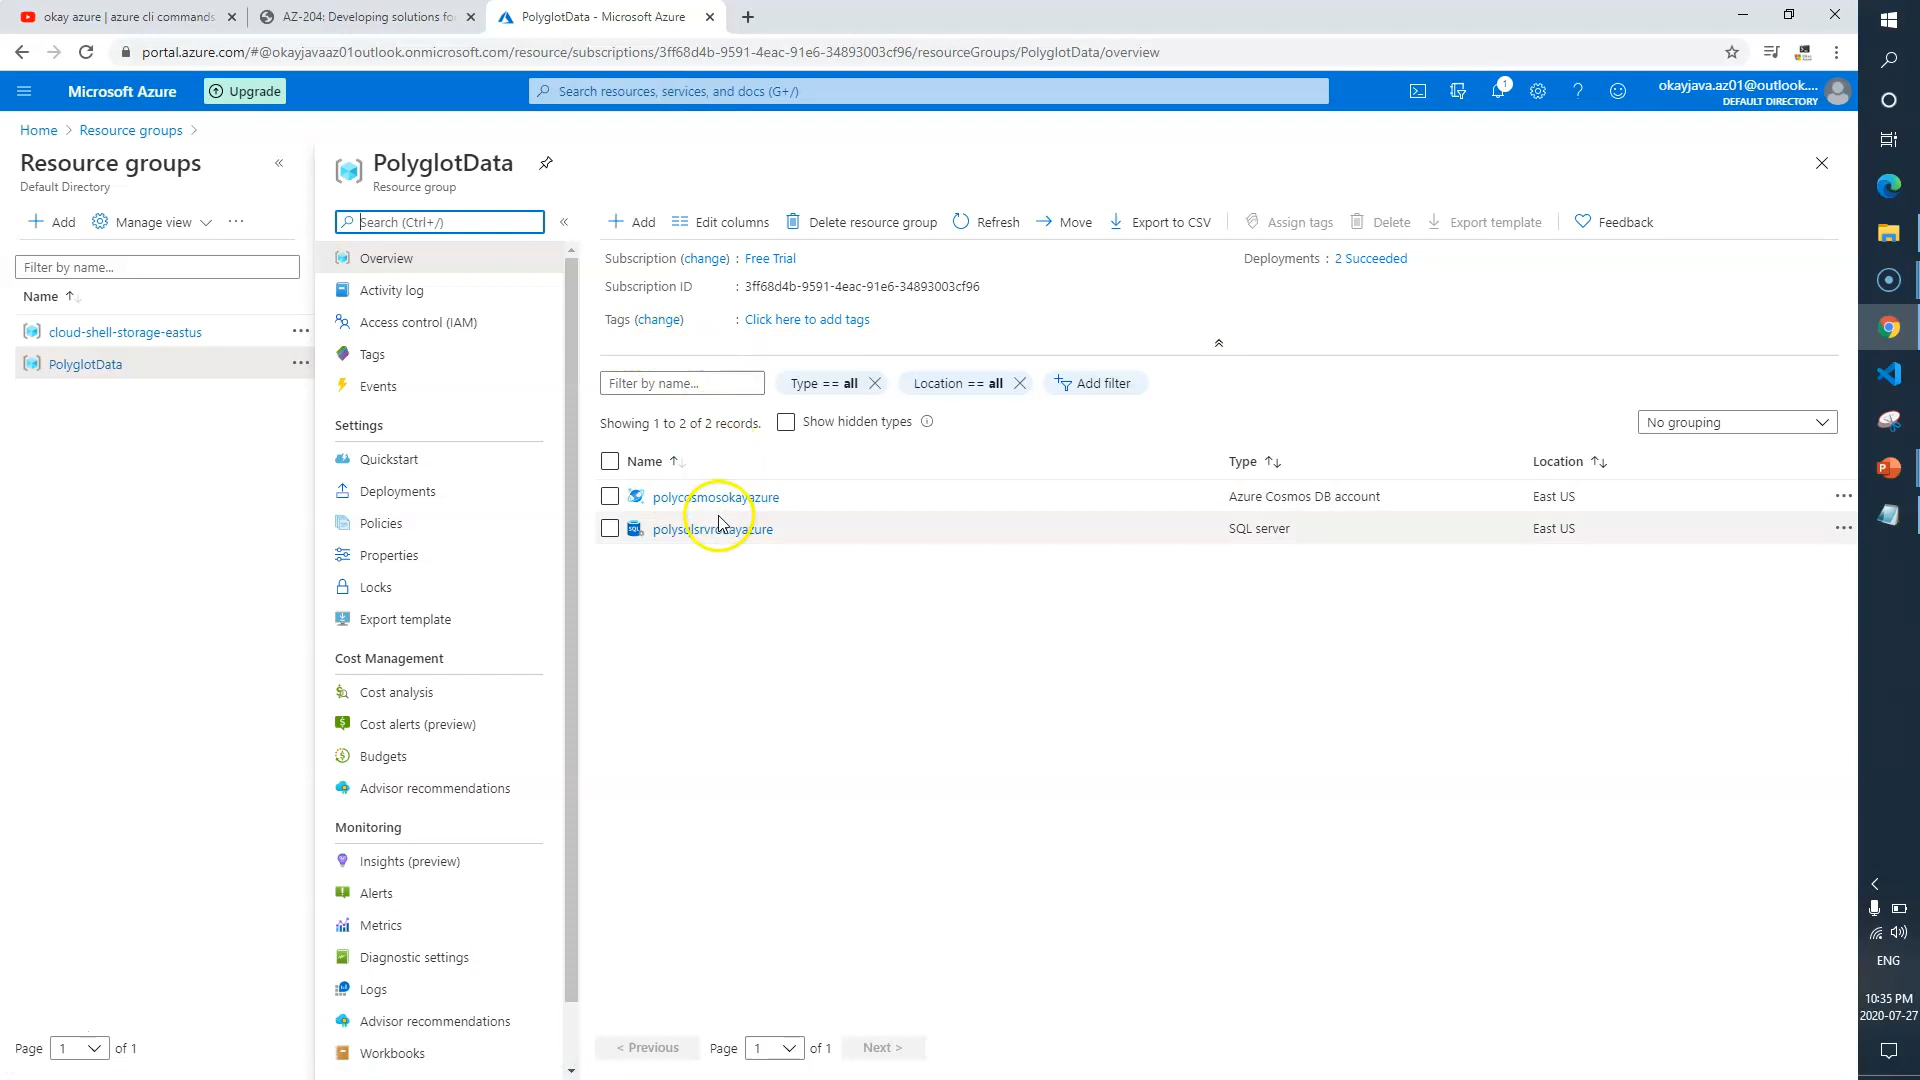 okay azure | azure cli commands
AZ-204: Developing solutions fo
PolyglotData - Microsoft Azure
portal.azure.com/#@okayjavaaz01outlook.onmicrosoft.com/resource/subscriptions/3ff68d4b-9591-4eac-91e6-34893003cf96/resourceGroups/PolyglotData/overview
Microsoft Azure
Upgrade
Search resources, services, and docs (G+/)
1
okayjava.az01@outlook....
DEFAULT DIRECTORY
Home > Resource groups >
Resource groups
Default Directory
Add
Manage view
Filter by name...
Name
cloud-shell-storage-eastus
PolyglotData
Page 1 of 1
PolyglotData
Resource group
Search (Ctrl+/)
Overview
Activity log
Access control (IAM)
Tags
Events
Settings
Quickstart
Deployments
Policies
Properties
Locks
Export template
Cost Management
Cost analysis
Cost alerts (preview)
Budgets
Advisor recommendations
Monitoring
Insights (preview)
Alerts
Metrics
Diagnostic settings
Logs
Advisor recommendations
Workbooks
Add
Edit columns
Delete resource group
Refresh
Move
Export to CSV
Assign tags
Delete
Export template
Feedback
Subscription (change) : Free Trial
Deployments : 2 Succeeded
Subscription ID : 3ff68d4b-9591-4eac-91e6-34893003cf96
Tags (change) : Click here to add tags
Filter by name...
Type == all
Location == all
Add filter
Showing 1 to 2 of 2 records.
Show hidden types
No grouping
Name
Type
Location
polycosmosokayazure
Azure Cosmos DB account
East US
polysqlsrvrokayazure
SQL server
East US
< Previous
Page 1 of 1
Next >
ENG
10:35 PM
2020-07-27